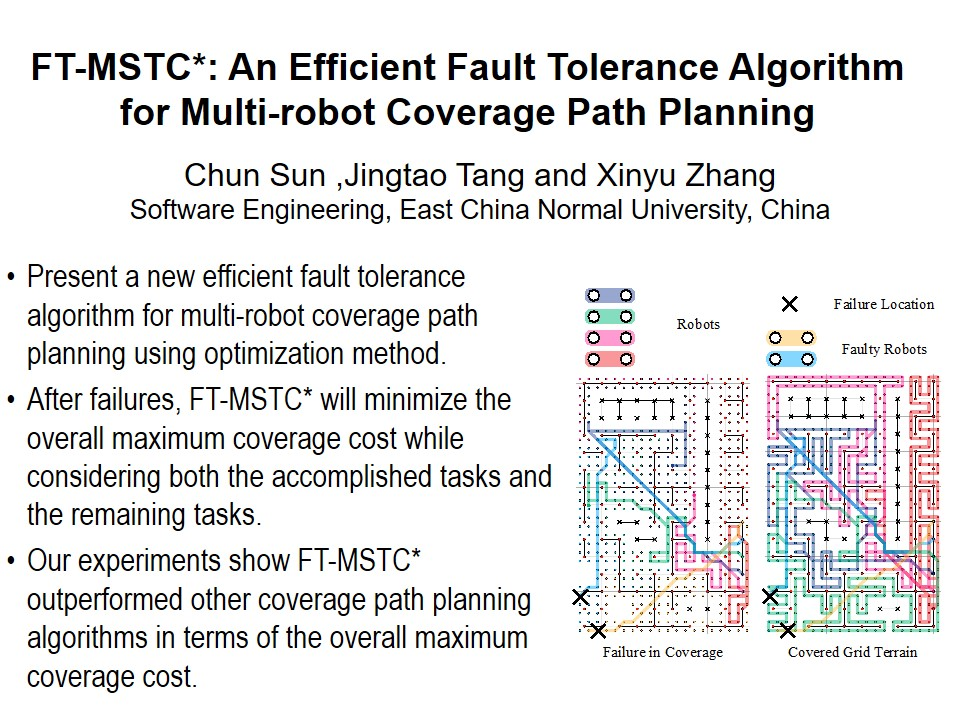 FT-MSTC*: An Efficient Fault Tolerance Algorithm
for Multi-robot Coverage Path Planning
Chun Sun ,Jingtao Tang and Xinyu Zhang
Software Engineering, East China Normal University, China
• Present a new efficient fault tolerance
algorithm for multi-robot coverage path
planning using optimization method.
• After failures, FT-MSTC* will minimize the
overall maximum coverage cost while
considering both the accomplished tasks and
the remaining tasks.
• Our experiments show FT-MSTC*
outperformed other coverage path planning
algorithms in terms of the overall maximum
coverage cost.
Robots
Failure Location
Faulty Robots
Failure in Coverage
Covered Grid Terrain